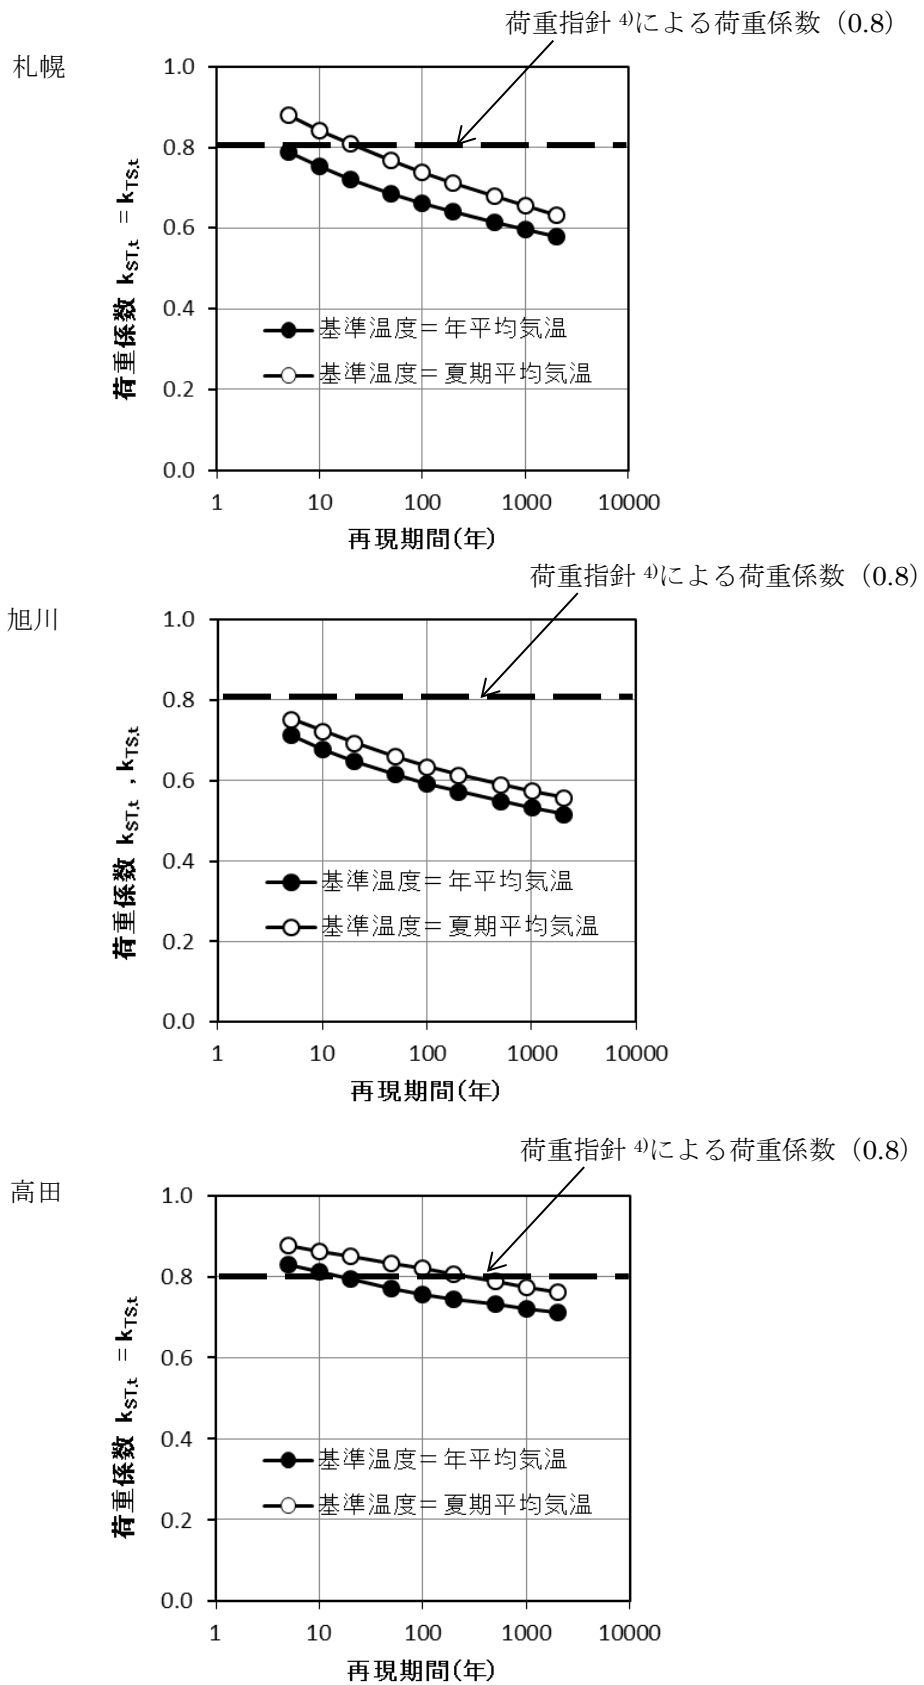 荷重指針 4)による荷重係数（0.8）
札幌
1.0
0.8
0.6
0.4
0.2
0.0
荷重係数 kST,t = kTS,t
基準温度＝年平均気温
基準温度＝夏期平均気温
1 10 100 1000 10000
再現期間(年)
荷重指針 4)による荷重係数（0.8）
旭川
1.0
0.8
0.6
0.4
0.2
0.0
荷重係数 kST,t , kTS,t
基準温度＝年平均気温
基準温度＝夏期平均気温
1 10 100 1000 10000
再現期間(年)
荷重指針 4)による荷重係数（0.8）
高田
1.0
0.8
0.6
0.4
0.2
0.0
荷重係数 kST,t = kTS,t
基準温度＝年平均気温
基準温度＝夏期平均気温
1 10 100 1000 10000
再現期間(年)